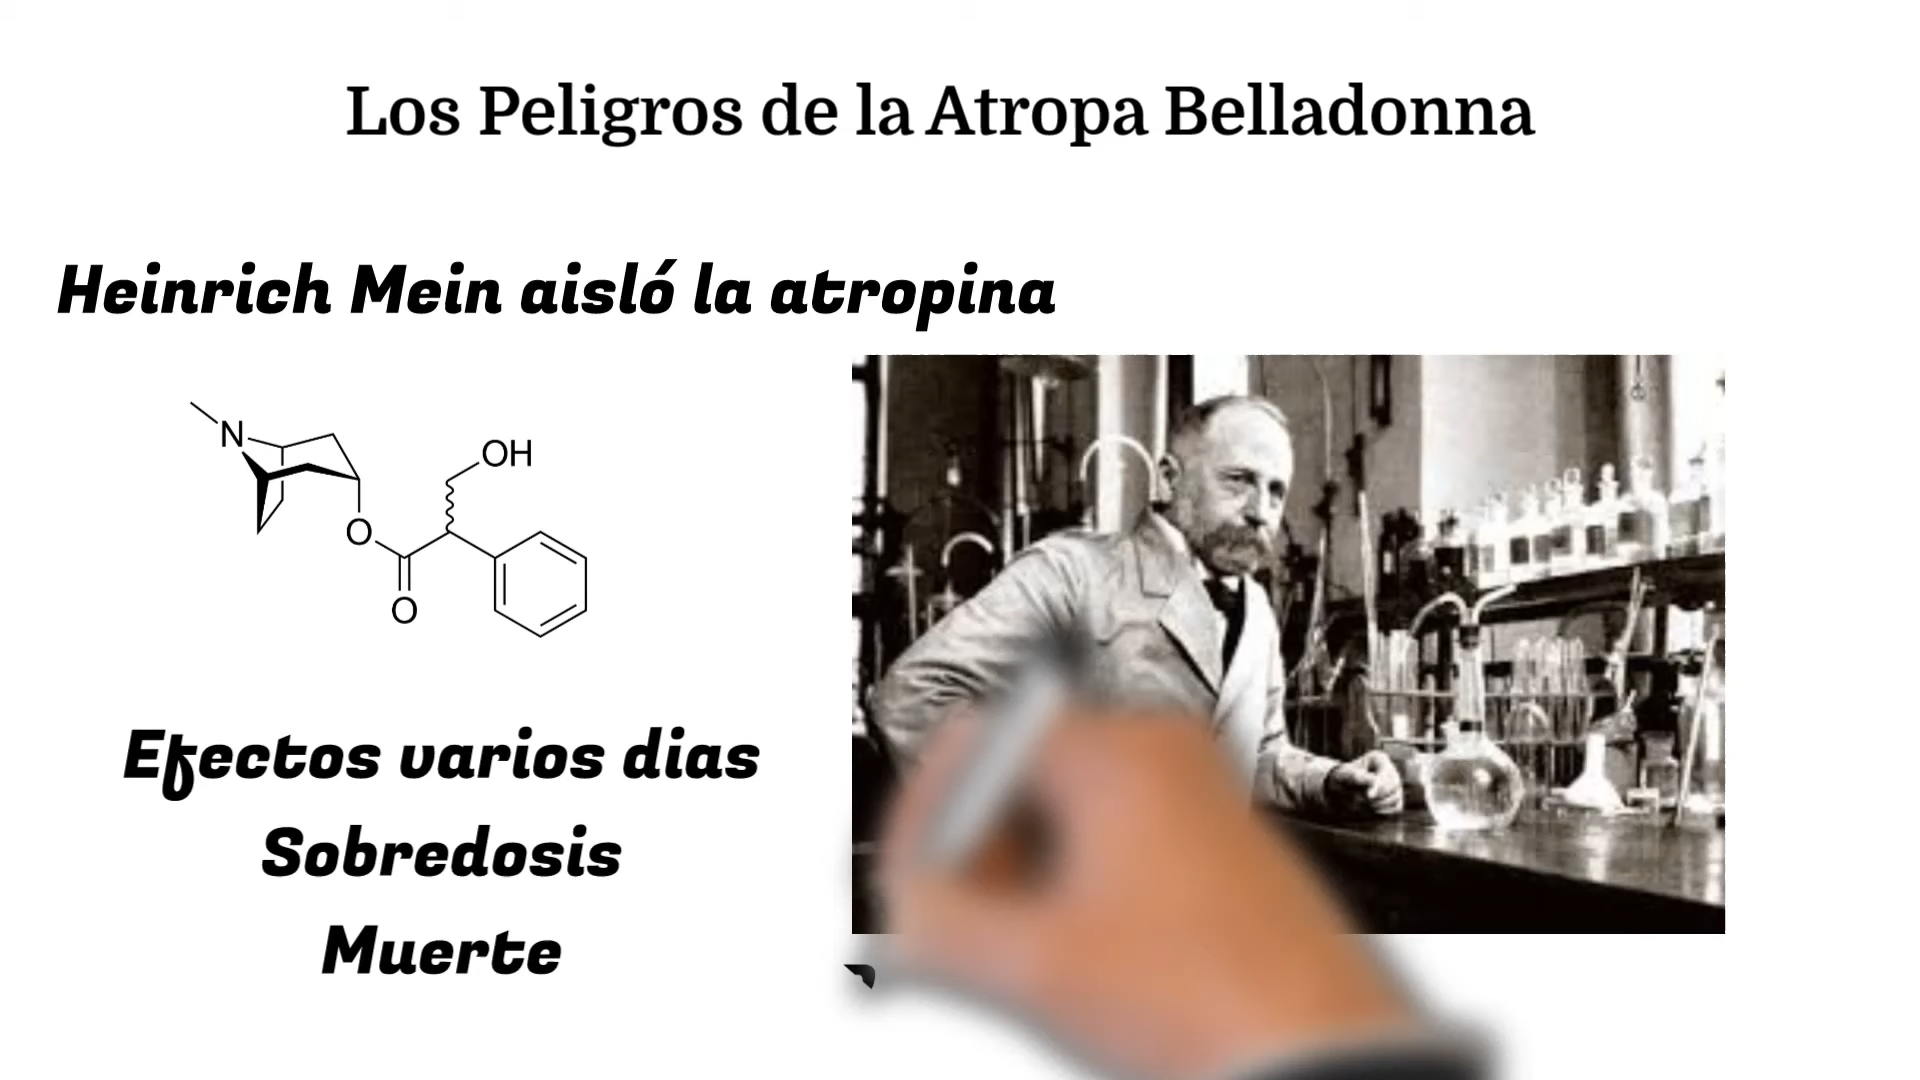 Los Peligros de la Atropa Belladonna
Heinrich Mein aisló la atropina
N
OH
O
O
Efectos varios dias
Sobredosis
Muerte